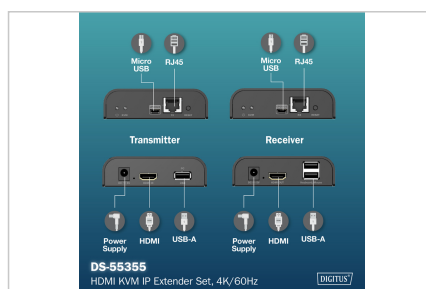 Micro
USB
RJ45
Micro
USB
RJ45
Transmitter
Receiver
Power
Supply
HDMI
USB-A
Power
Supply
HDMI
USB-A
DS-55355
HDMI KVM IP Extender Set, 4K/60Hz
DIGITUS